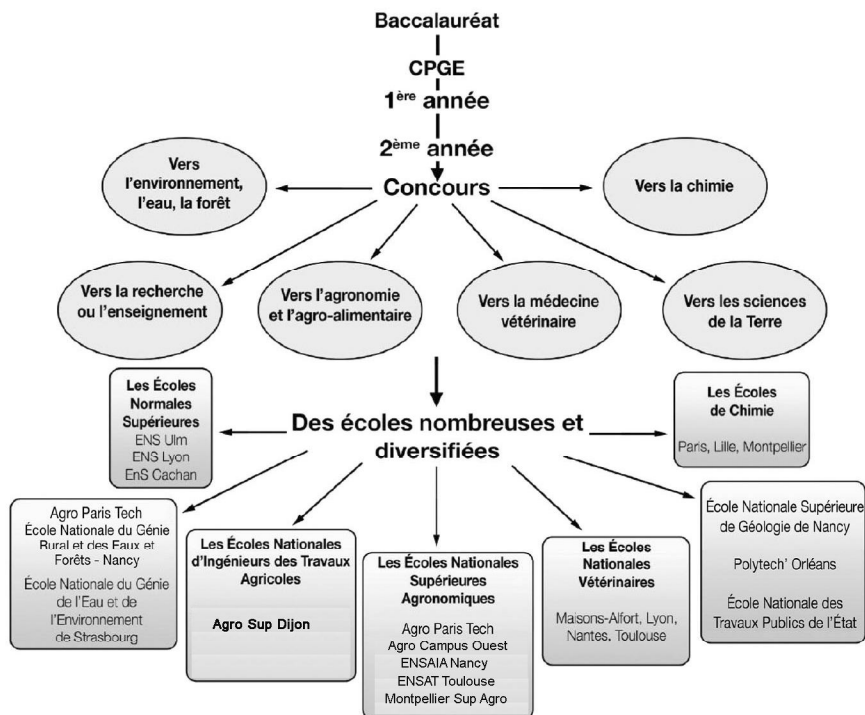 Baccalauréat
CPGE
1ère année
2ème année
Concours
Vers
l'environnement,
l'eau, la forêt
Vers la chimie
Vers la recherche
ou l'enseignement
Vers l'agronomie
et l'agro-alimentaire
Vers la médecine
vétérinaire
Vers les sciences
de la Terre
Des écoles nombreuses et
diversifiées
Les Écoles
Normales
Supérieures
ENS Ulm
ENS Lyon
EnS Cachan
Les Écoles
de Chimie
Paris, Lille, Montpellier
Agro Paris Tech
École Nationale du Génie
Rural et des Eaux et
Forêts - Nancy
École Nationale du Génie
de l'Eau et de
l'Environnement
de Strasbourg
Les Écoles Nationales
d'Ingénieurs des Travaux
Agricoles
Agro Sup Dijon
Les Écoles Nationales
Supérieures
Agronomiques
Agro Paris Tech
Agro Campus Ouest
ENSAIA Nancy
ENSAT Toulouse
Montpellier Sup Agro
Les Écoles
Nationales
Vétérinaires
Maisons-Alfort, Lyon,
Nantes, Toulouse
École Nationale Supérieure
de Géologie de Nancy
Polytech' Orléans
École Nationale des
Travaux Publics de l'État